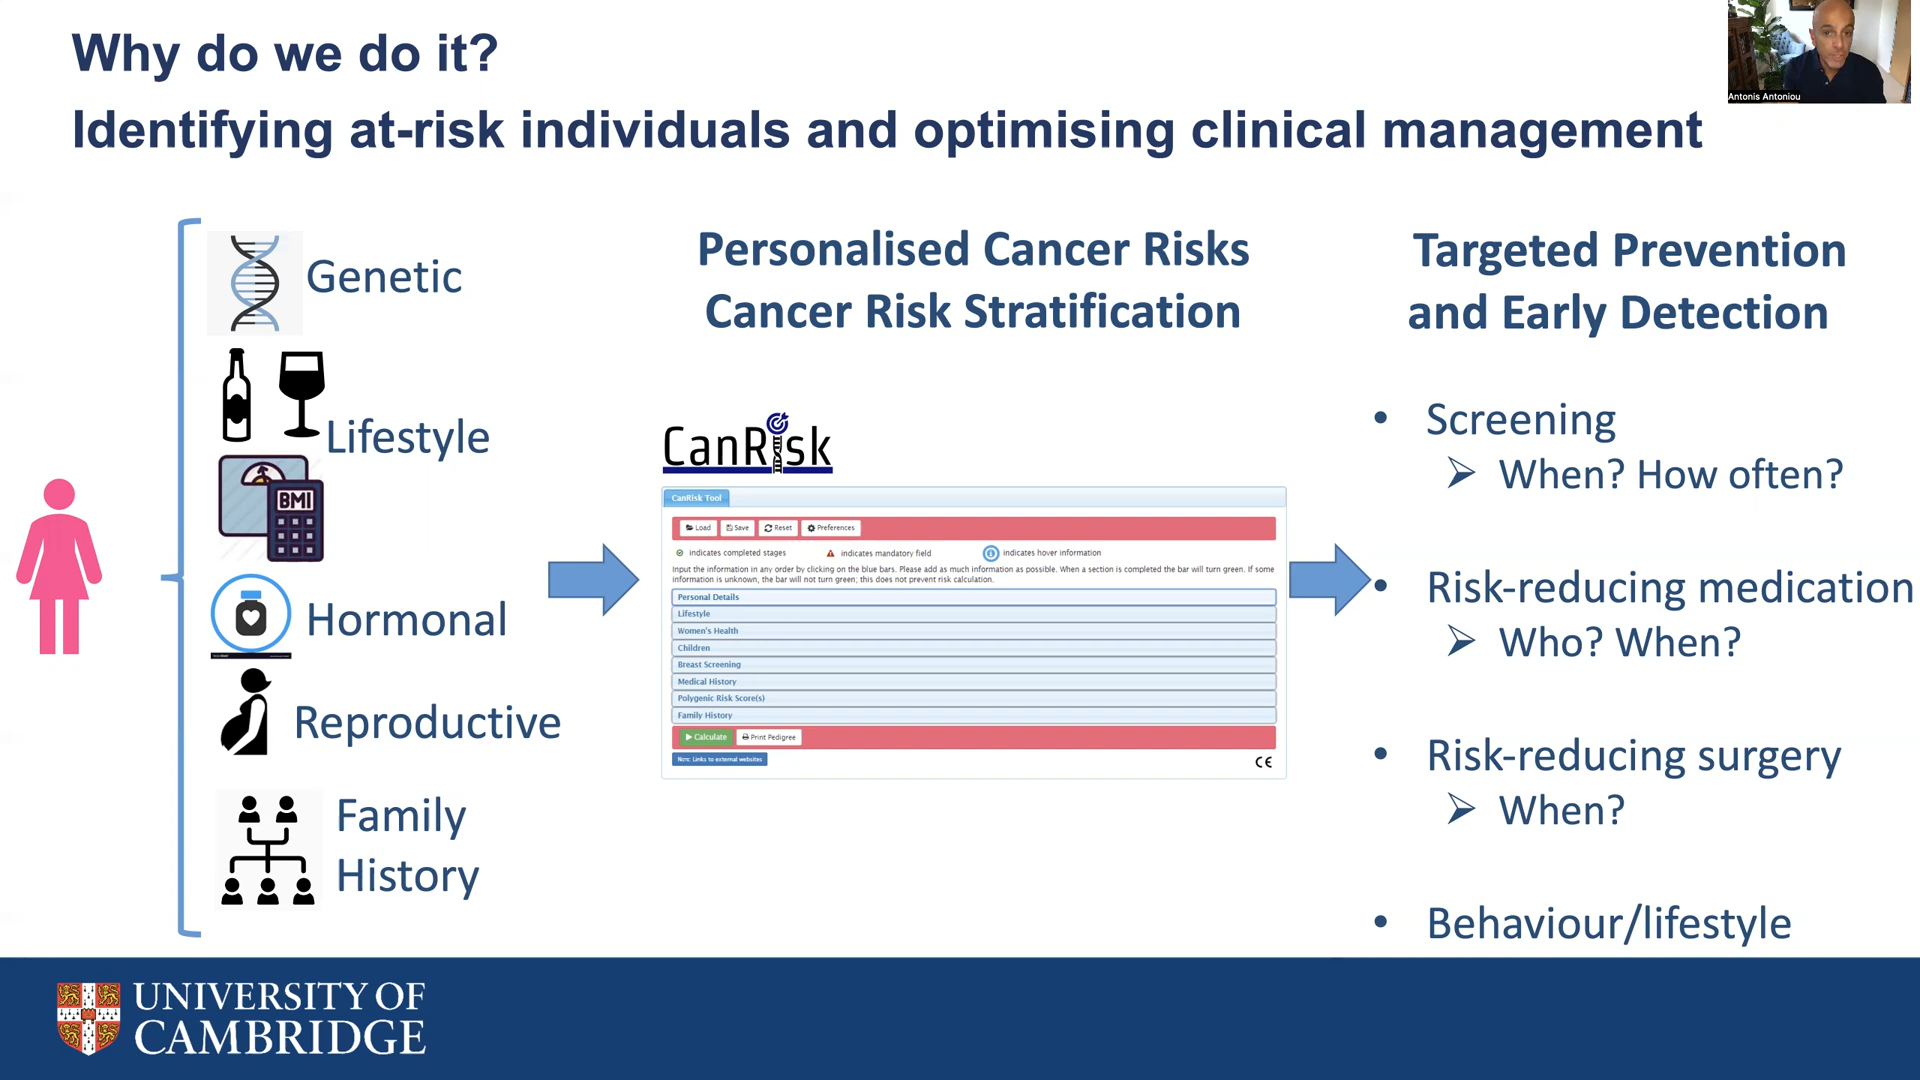 Why do we do it?
Identifying at-risk individuals and optimising clinical management
Antonis Antoniou
Genetic
Lifestyle
BMI
Hormonal
Reproductive
Family
History
Personalised Cancer Risks
Cancer Risk Stratification
CanRisk
CanRisk Tool
Load
Save
Reset
Preferences
indicates completed stages
indicates mandatory field
indicates hover information
Input the information in any order by clicking on the blue bars. Please add as much information as possible. When a section is completed the bar will turn green. If some
information is unknown, the bar will not turn green; this does not prevent risk calculation.
Personal Details
Lifestyle
Women's Health
Children
Breast Screening
Medical History
Polygenic Risk Score(s)
Family History
Calculate
Print Pedigree
Note: Links to external websites
CE
Targeted Prevention
and Early Detection
• Screening
➢ When? How often?
• Risk-reducing medication
➢ Who? When?
• Risk-reducing surgery
➢ When?
• Behaviour/lifestyle
UNIVERSITY OF
CAMBRIDGE